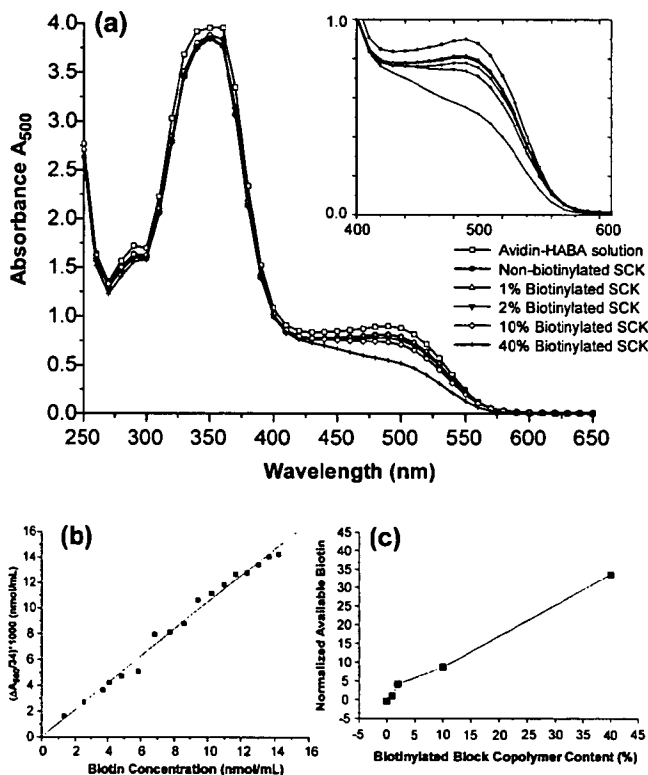 (a)
Absorbance A500
4.0
3.5
3.0
2.5
2.0
1.5
1.0
0.5
0.0
250 300 350 400 450 500 550 600 650
Wavelength (nm)
1.0
0.0
400 500 600
Avidin-HABA solution
Non-biotinylated SCK
1% Biotinylated SCK
2% Biotinylated SCK
10% Biotinylated SCK
40% Biotinylated SCK
(b)
16
14
12
10
8
6
4
2
0
0 2 4 6 8 10 12 14 16
Biotin Concentration (nmol/mL)
(c)
Normalized Available Biotin
45
40
35
30
25
20
15
10
5
0
-5
-5 0 5 10 15 20 25 30 35 40 45
Biotinylated Block Copolymer Content (%)